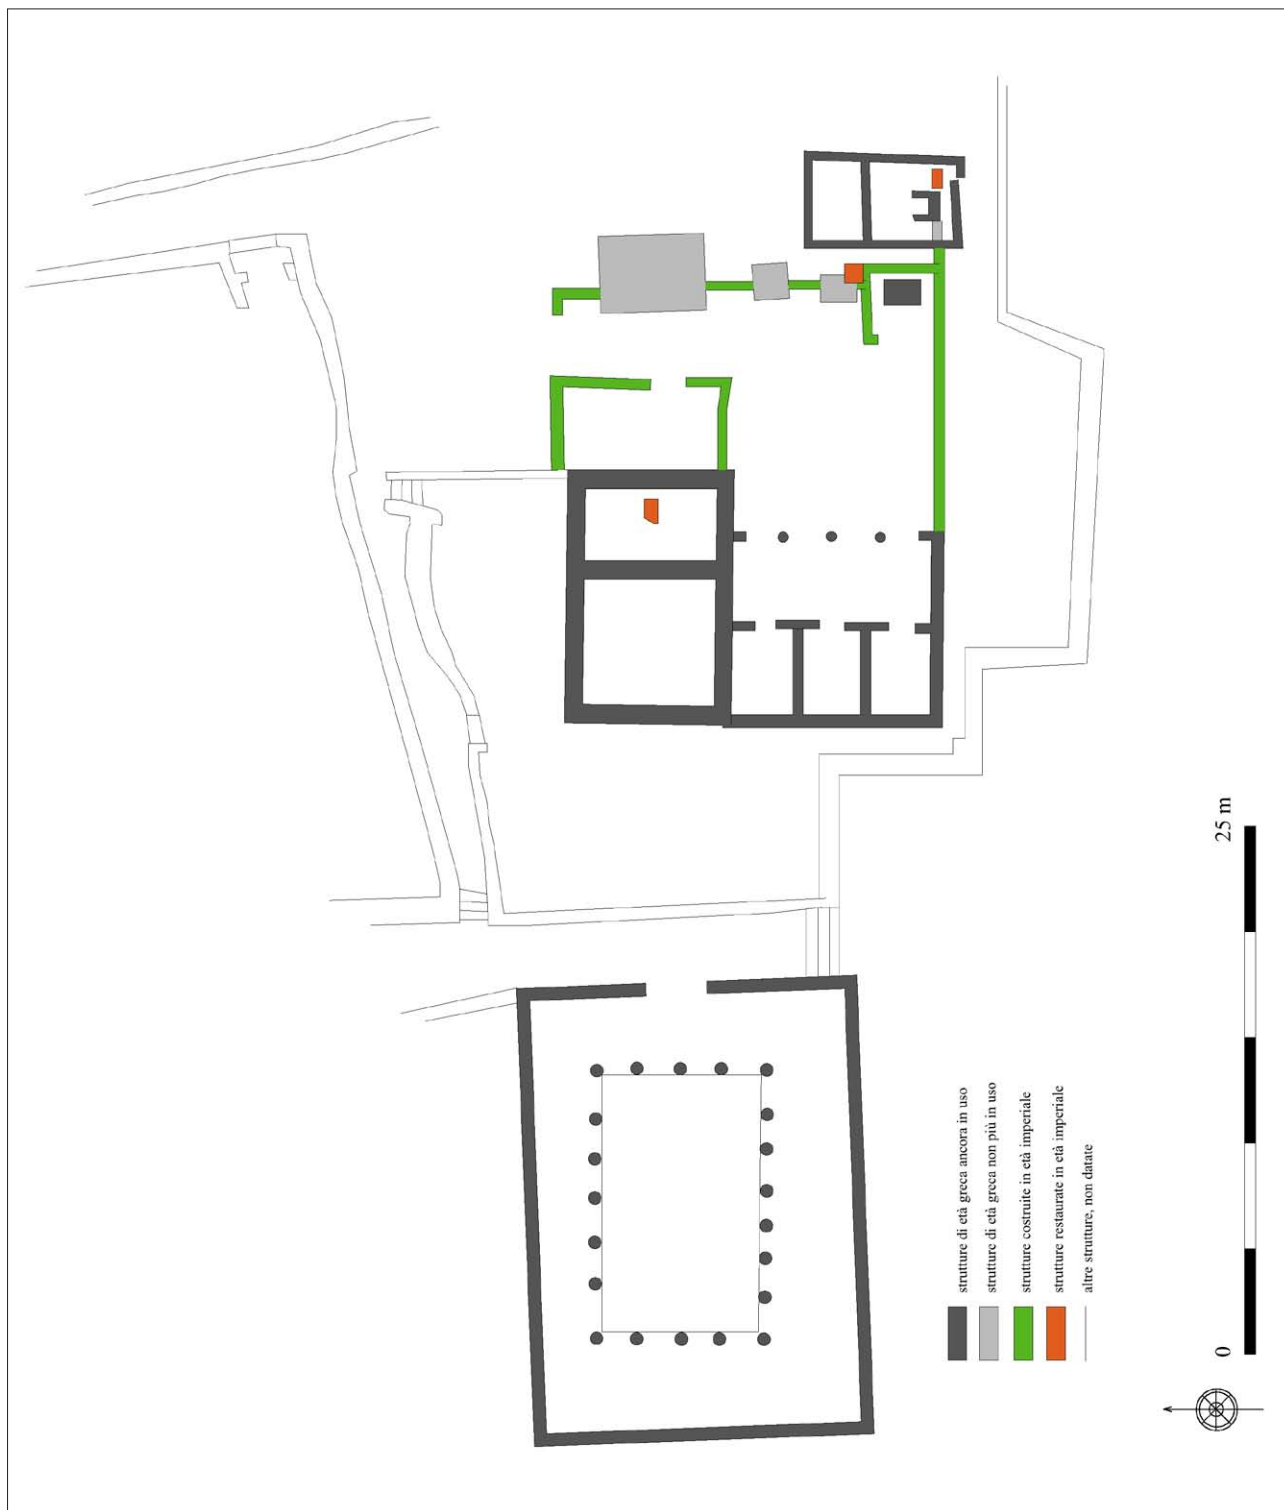 strutture di età greca ancora in uso
strutture di età greca non più in uso
strutture costruite in età imperiale
strutture restaurate in età imperiale
altre strutture, non datate
0
25 m